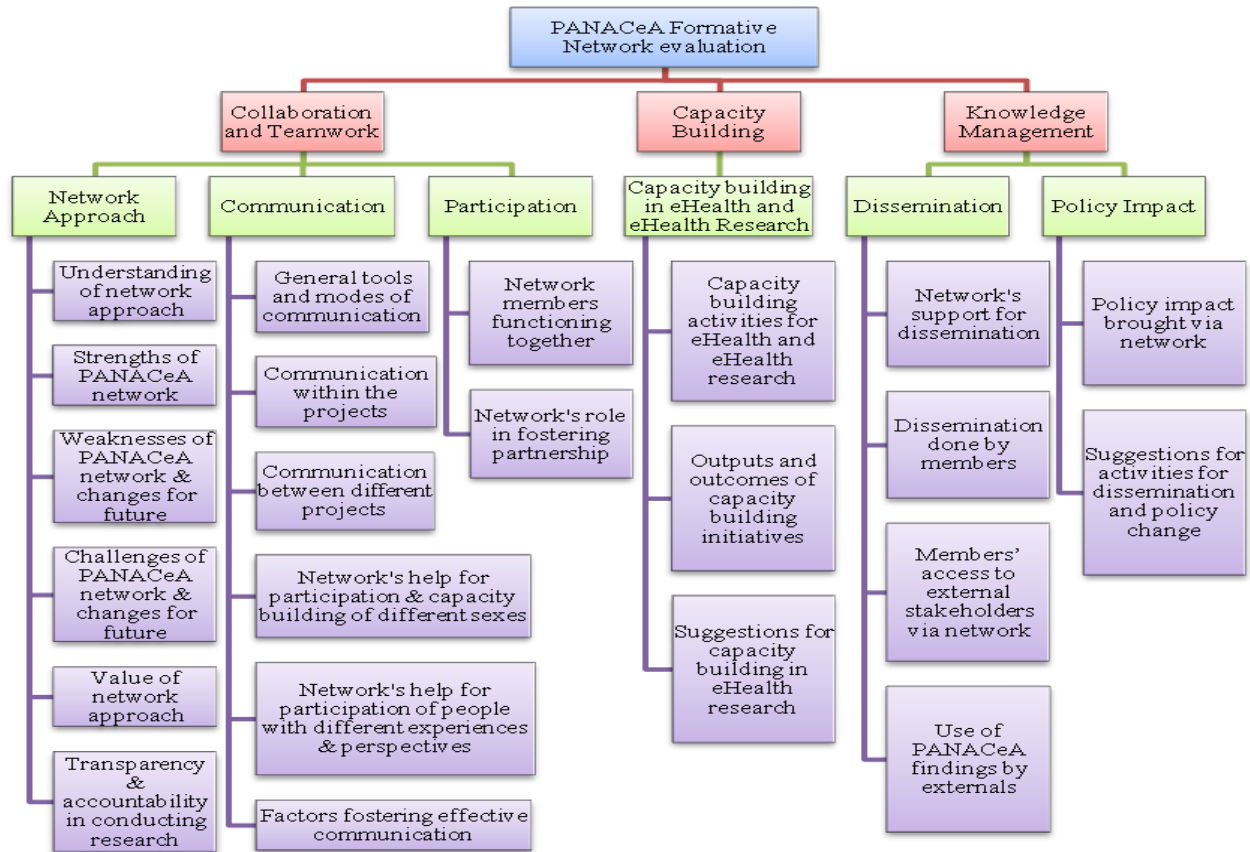 PANACeA Formative
Network evaluation
Collaboration
and Teamwork
Capacity
Building
Knowledge
Management
Network
Approach
Communication
Participation
Capacity building
in eHealth and
eHealth Research
Dissemination
Policy Impact
Understanding
of network
approach
Strengths of
PANACeA
network
Weaknesses of
PANACeA
network &
changes for
future
Challenges of
PANACeA
network &
changes for
future
Value of
network
approach
Transparency
&
accountability
in conducting
research
General tools
and modes of
communication
Communication
within the
projects
Communication
between different
projects
Network's help for
participation & capacity
building of different sexes
Network's help for
participation of people
with different experiences
& perspectives
Factors fostering effective
communication
Network
members
functioning
together
Network's role
in fostering
partnership
Capacity
building
activities for
eHealth and
eHealth
research
Outputs and
outcomes of
capacity
building
initiatives
Suggestions for
capacity
building in
eHealth
research
Network's
support for
dissemination
Dissemination
done by
members
Members’
access to
external
stakeholders
via network
Use of
PANACeA
findings by
externals
Policy impact
brought via
network
Suggestions for
activities for
dissemination
and policy
change